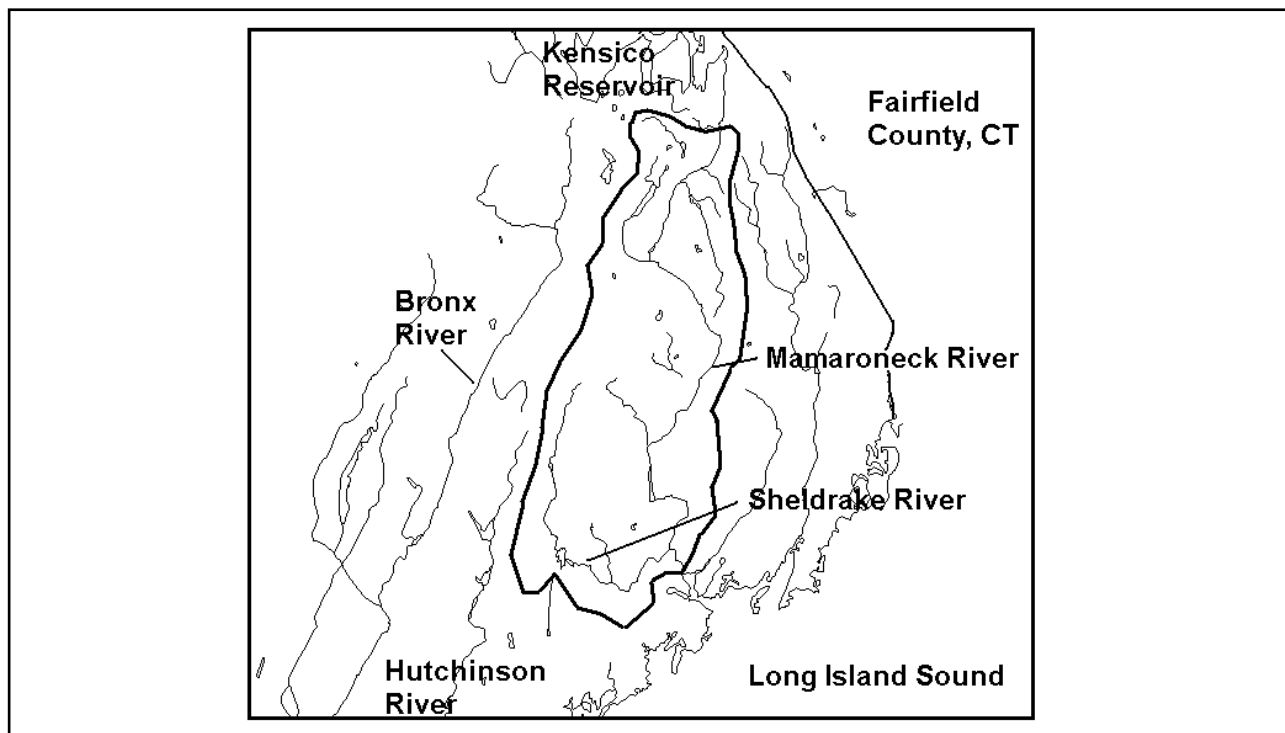 Kensico
Reservoir
Fairfield
County, CT
Bronx
River
Mamaroneck River
Sheldrake River
Hutchinson
River
Long Island Sound